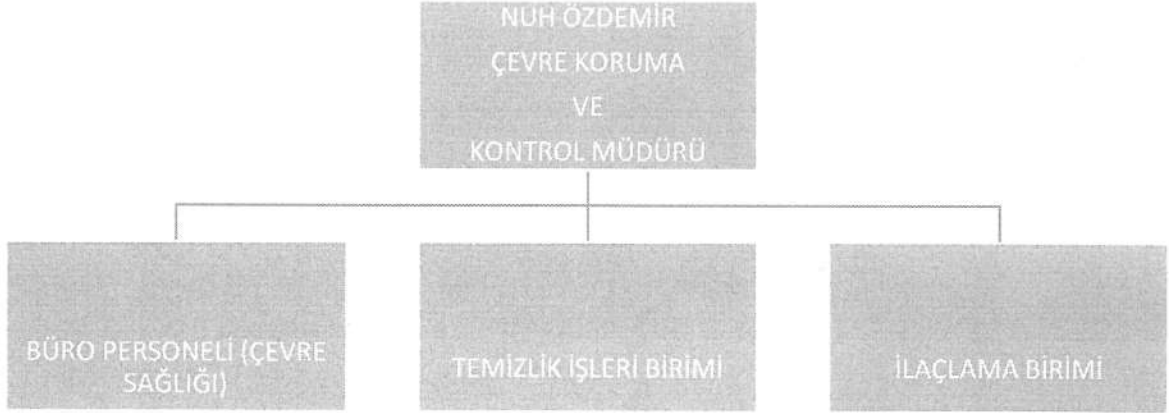 NUH ÖZDEMİR
ÇEVRE KORUMA
VE
KONTROL MÜDÜRÜ
BÜRO PERSONELİ (ÇEVRE
SAĞLIĞI)
TEMİZLİK İŞLERİ BİRİMİ
İLAÇLAMA BİRİMİ